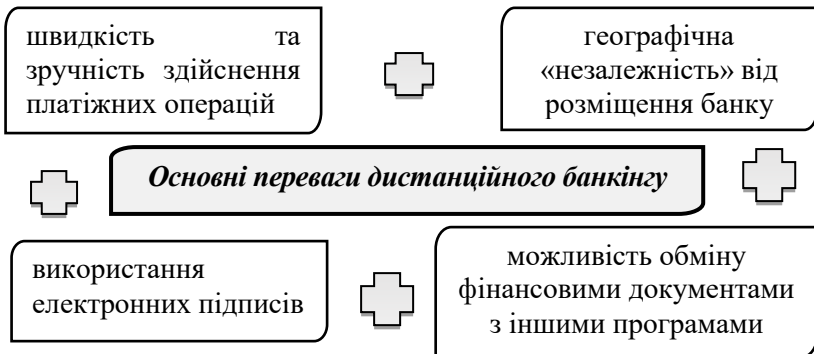 швидкість та
зручність здійснення
платіжних операцій
географічна
«незалежність» від
розміщення банку
Основні переваги дистанційного банкінгу
використання
електронних підписів
можливість обміну
фінансовими документами
з іншими програмами